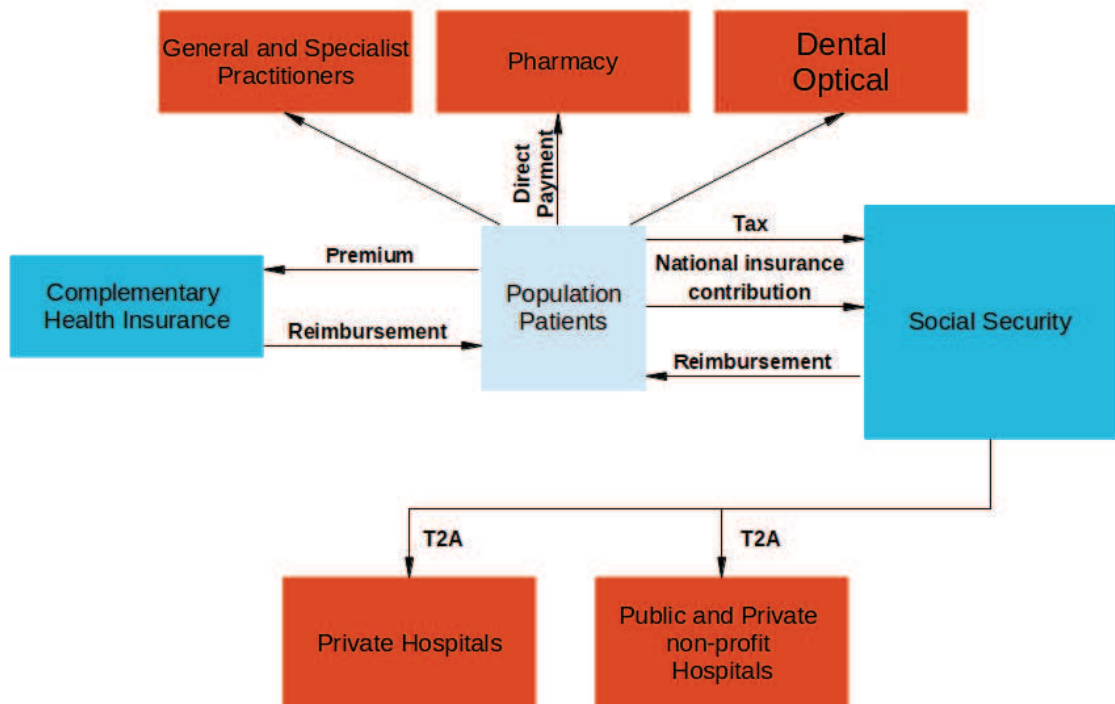 General and Specialist
Practitioners
Pharmacy
Dental
Optical
Direct
Payment
Premium
Tax
National insurance
contribution
Complementary
Health Insurance
Reimbursement
Population
Patients
Reimbursement
Social Security
T2A
T2A
Private Hospitals
Public and Private
non-profit
Hospitals